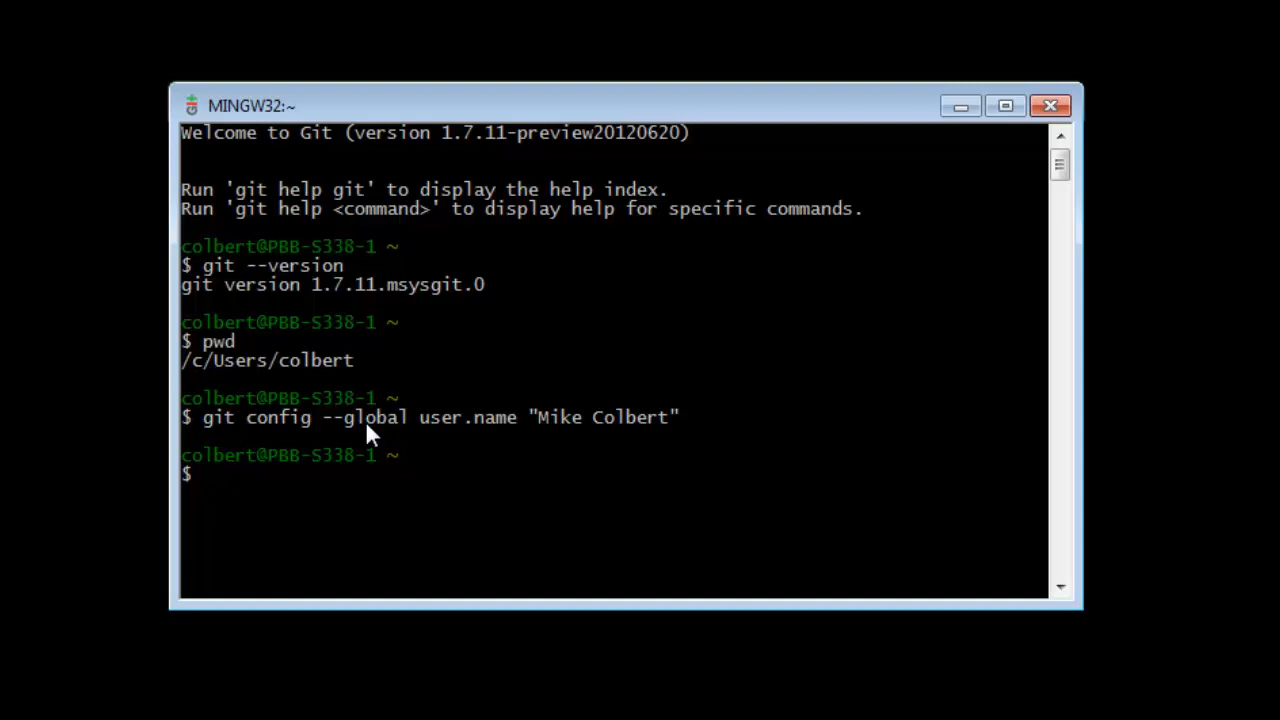 MINGW32:~
Welcome to Git (version 1.7.11-preview20120620)
Run 'git help git' to display the help index.
Run 'git help <command>' to display help for specific commands.
colbert@PBB-S338-1 ~
$ git --version
git version 1.7.11.msysgit.0
colbert@PBB-S338-1 ~
$ pwd
/c/Users/colbert
colbert@PBB-S338-1 ~
$ git config --global user.name "Mike Colbert"
colbert@PBB-S338-1 ~
$